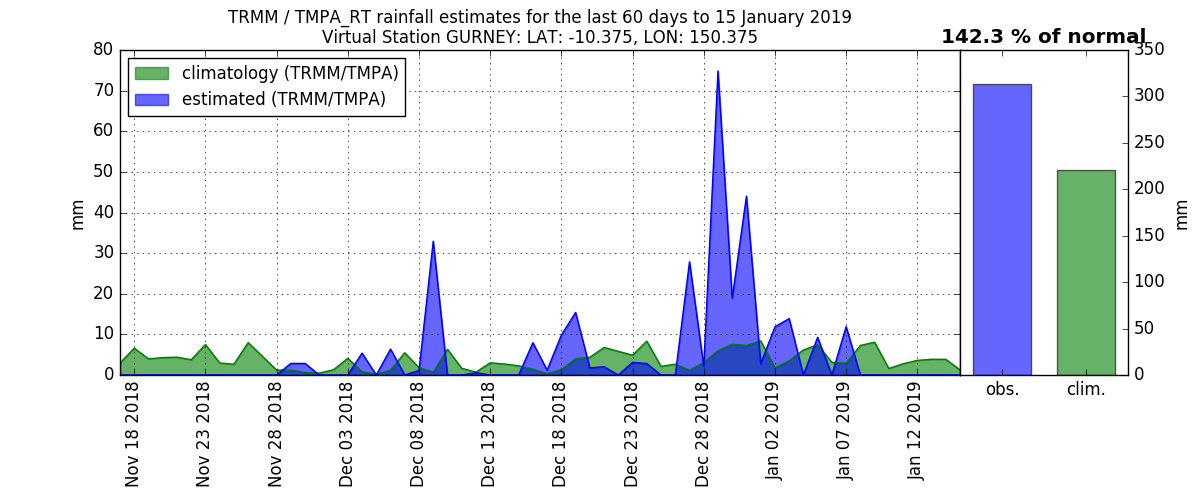 TRMM / TMPA_RT rainfall estimates for the last 60 days to 15 January 2019
Virtual Station GURNEY: LAT: -10.375, LON: 150.375
142.3 % of normal
climatology (TRMM/TMPA)
estimated (TRMM/TMPA)
mm
80
70
60
50
40
30
20
10
0
Nov 18 2018
Nov 23 2018
Nov 28 2018
Dec 03 2018
Dec 08 2018
Dec 13 2018
Dec 18 2018
Dec 23 2018
Dec 28 2018
Jan 02 2019
Jan 07 2019
Jan 12 2019
350
300
250
200
150
100
50
0
mm
obs.
clim.